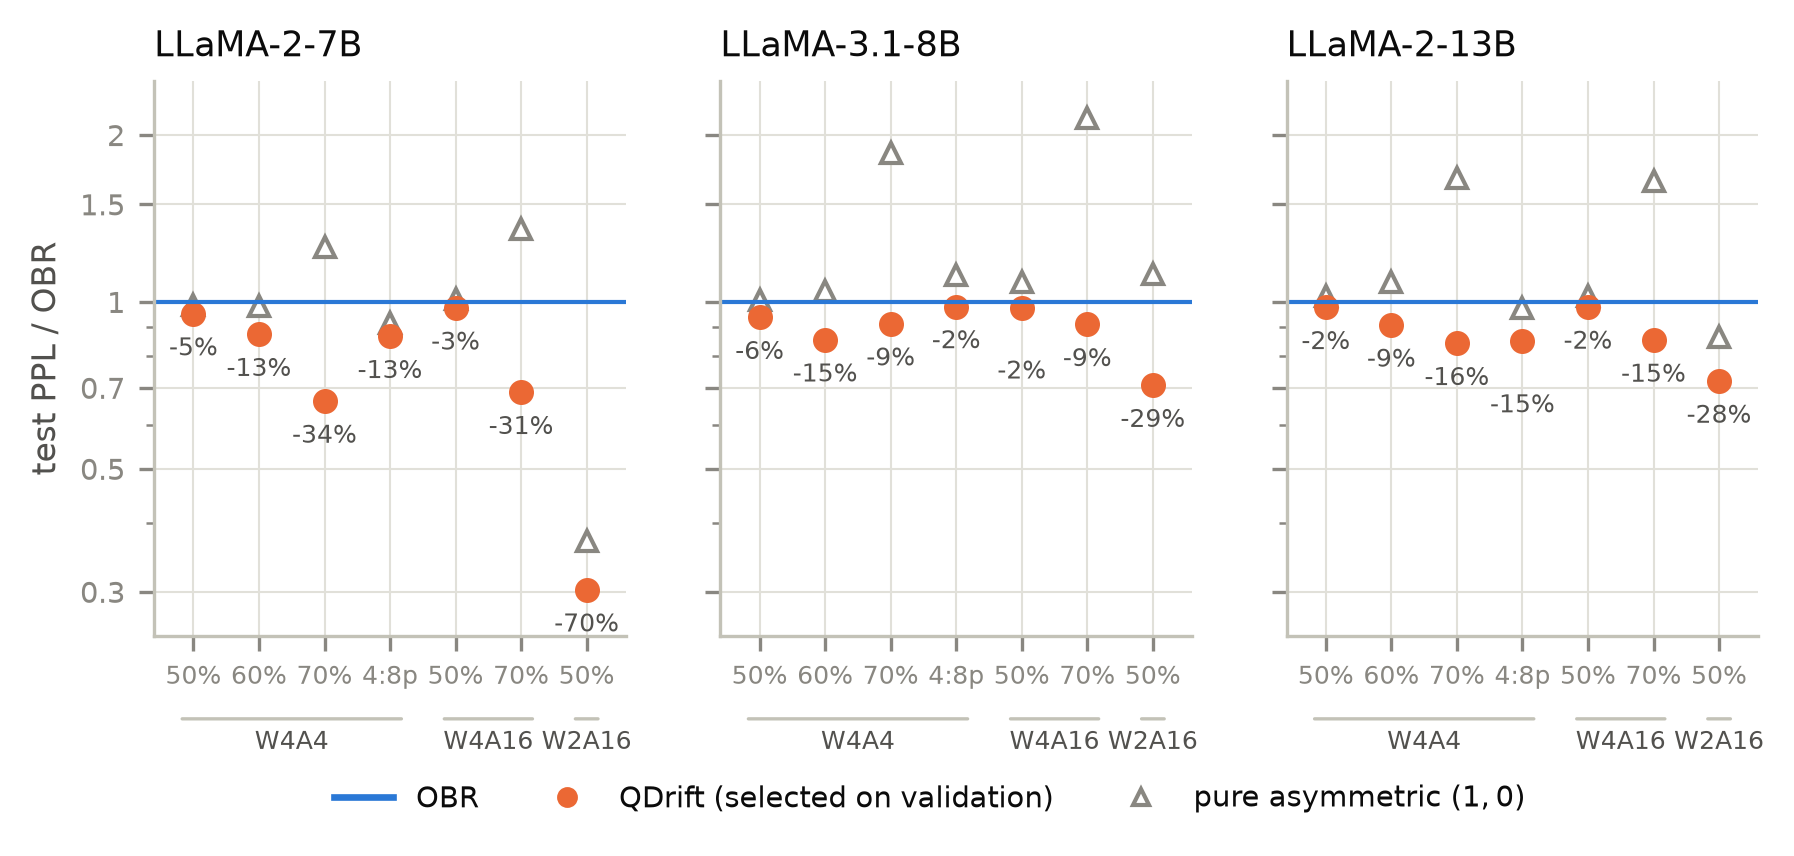 LLaMA-2-7B
LLaMA-3.1-8B
LLaMA-2-13B
test PPL / OBR
2
1.5
1
0.7
0.5
0.3
-5%
-13%
-34%
-13%
-3%
-31%
-70%
-6%
-15%
-9%
-2%
-2%
-9%
-29%
-2%
-9%
-16%
-15%
-2%
-15%
-28%
50% 60% 70% 4:8p 50% 70% 50%
50% 60% 70% 4:8p 50% 70% 50%
50% 60% 70% 4:8p 50% 70% 50%
W4A4 W4A16 W2A16
W4A4 W4A16 W2A16
W4A4 W4A16 W2A16
OBR
QDrift (selected on validation)
pure asymmetric (1, 0)